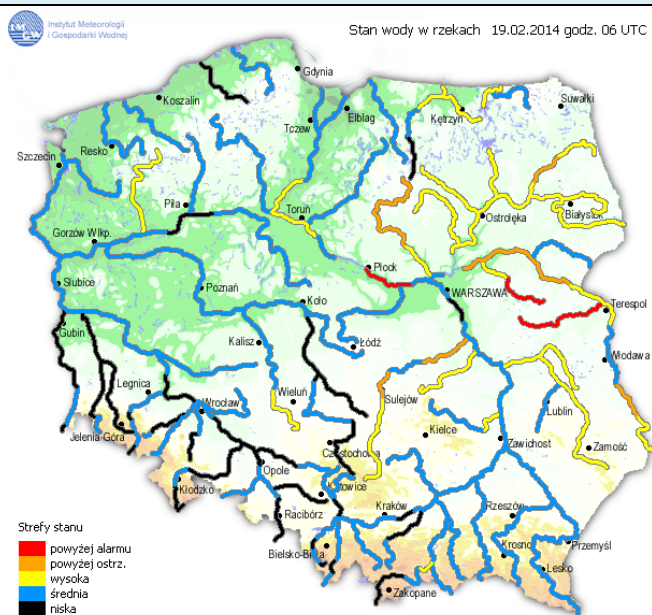 Instytut Meteorologii
i Gospodarki Wodnej
Stan wody w rzekach 19.02.2014 godz. 06 UTC
Gdynia
Koszalin
Suwałki
Elbląg
Kętrzyn
Tczew
Resko
Szczecin
Piła
Toruń
Ostrołęka
Białystok
Gorzów Wlkp.
Płock
Słubice
Poznań
WARSZAWA
Koło
Terespol
Gubin
Kalisz
Łódź
Włodawa
Legnica
Wieluń
Sulejów
Wrocław
Lublin
Jelenia Góra
Kielce
Zawichost
Zamość
Częstochowa
Opole
Kłodzko
Katowice
Racibórz
Kraków
Rzeszów
Strefy stanu
Bielsko-Biała
Krosno
Przemyśl
Lesko
Zakopane
powyżej alarmu
powyżej ostrz.
wysoka
średnia
niska